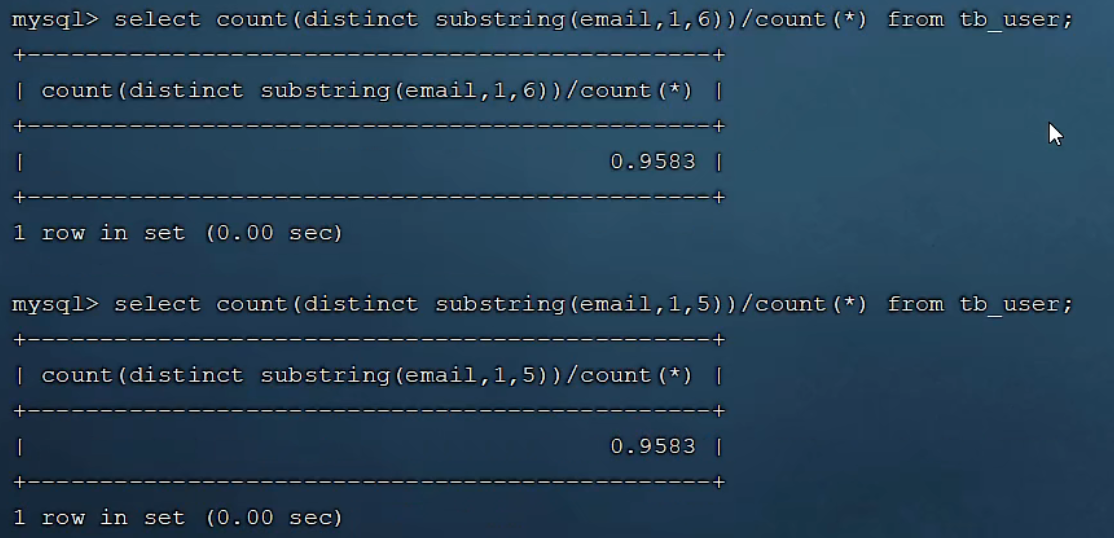 mysql> select count(distinct substring(email,1,6))/count(*) from tb_user;
+-----------------------------------------------+
| count(distinct substring(email,1,6))/count(*) |
+-----------------------------------------------+
|                                        0.9583 |
+-----------------------------------------------+
1 row in set (0.00 sec)
mysql> select count(distinct substring(email,1,5))/count(*) from tb_user;
+-----------------------------------------------+
| count(distinct substring(email,1,5))/count(*) |
+-----------------------------------------------+
|                                        0.9583 |
+-----------------------------------------------+
1 row in set (0.00 sec)